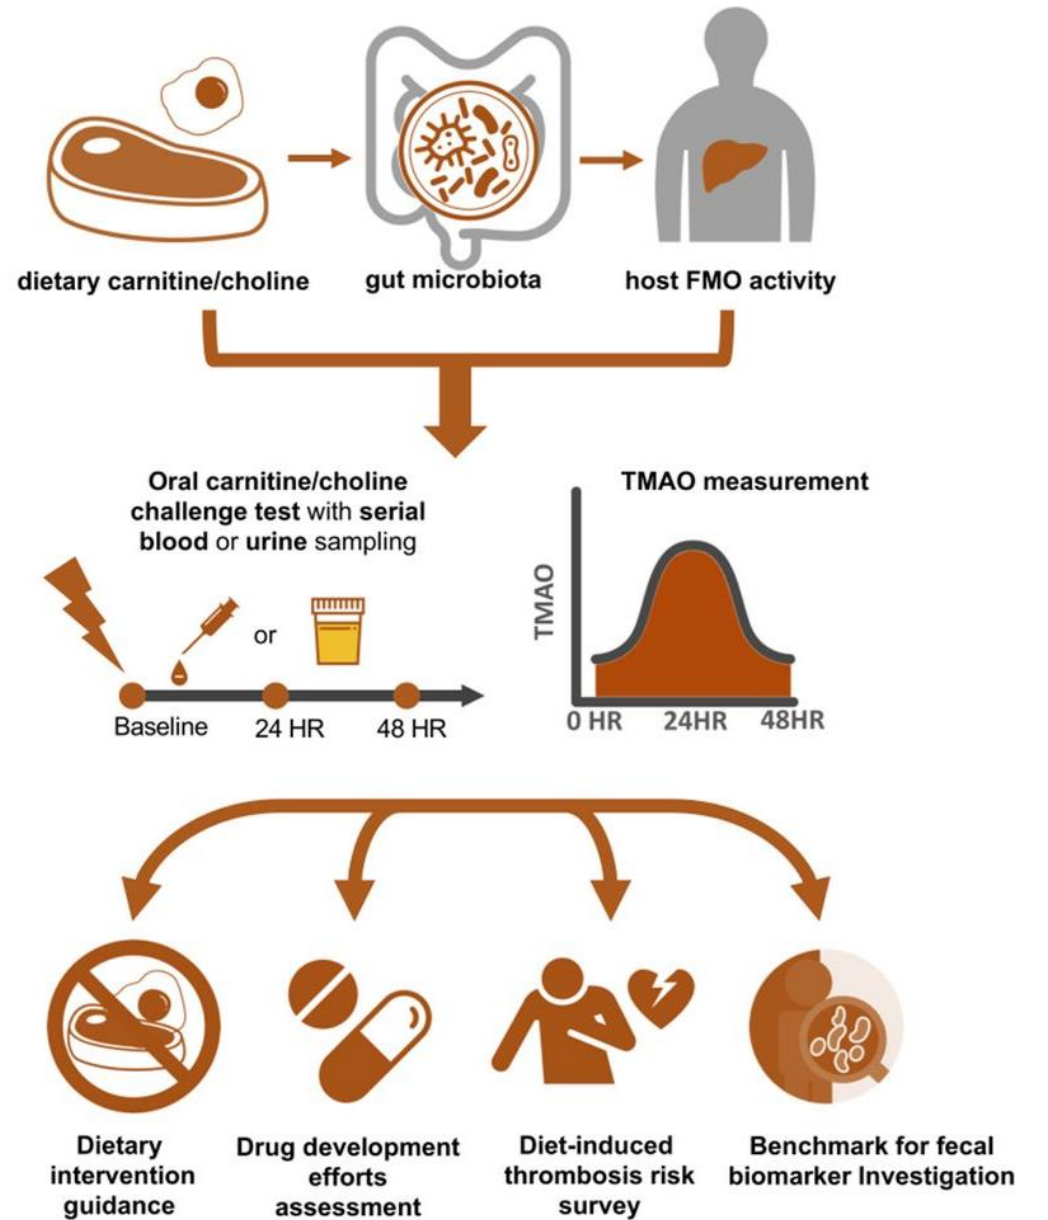 dietary carnitine/choline
gut microbiota
host FMO activity
Oral carnitine/choline
challenge test with serial
blood or urine sampling
or
Baseline
24 HR
48 HR
TMAO measurement
TMAO
0 HR
24HR
48HR
Dietary
intervention
guidance
Drug development
efforts
assessment
Diet-induced
thrombosis risk
survey
Benchmark for fecal
biomarker Investigation